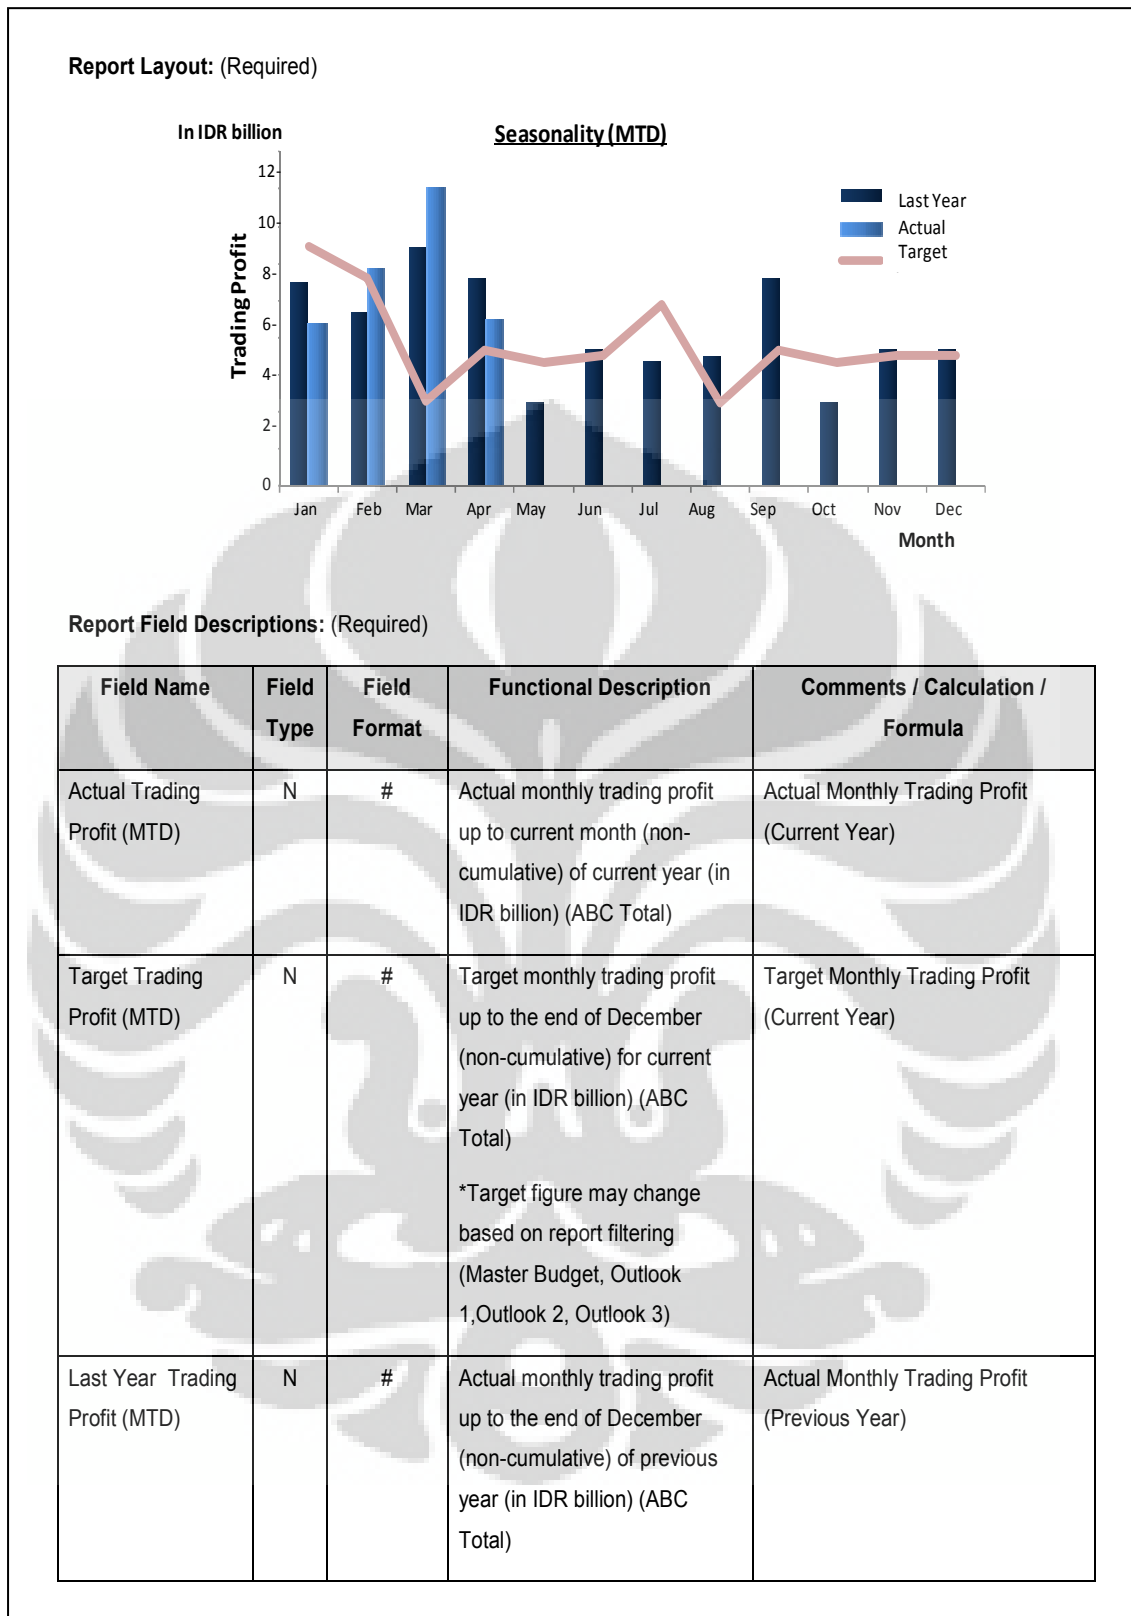 Report Layout: (Required)
In IDR billion
Seasonality (MTD)
Trading Profit
12
10
8
6
4
2
0
Last Year
Actual
Target
Jan Feb Mar Apr May Jun Jul Aug Sep Oct Nov Dec
Month
Report Field Descriptions: (Required)
Field Name
Field
Type
Field
Format
Functional Description
Comments / Calculation /
Formula
Actual Trading
Profit (MTD)
N
#
Actual monthly trading profit
up to current month (non-
cumulative) of current year (in
IDR billion) (ABC Total)
Actual Monthly Trading Profit
(Current Year)
Target Trading
Profit (MTD)
N
#
Target monthly trading profit
up to the end of December
(non-cumulative) for current
year (in IDR billion) (ABC
Total)
*Target figure may change
based on report filtering
(Master Budget, Outlook
1,Outlook 2, Outlook 3)
Target Monthly Trading Profit
(Current Year)
Last Year  Trading
Profit (MTD)
N
#
Actual monthly trading profit
up to the end of December
(non-cumulative) of previous
year (in IDR billion) (ABC
Total)
Actual Monthly Trading Profit
(Previous Year)